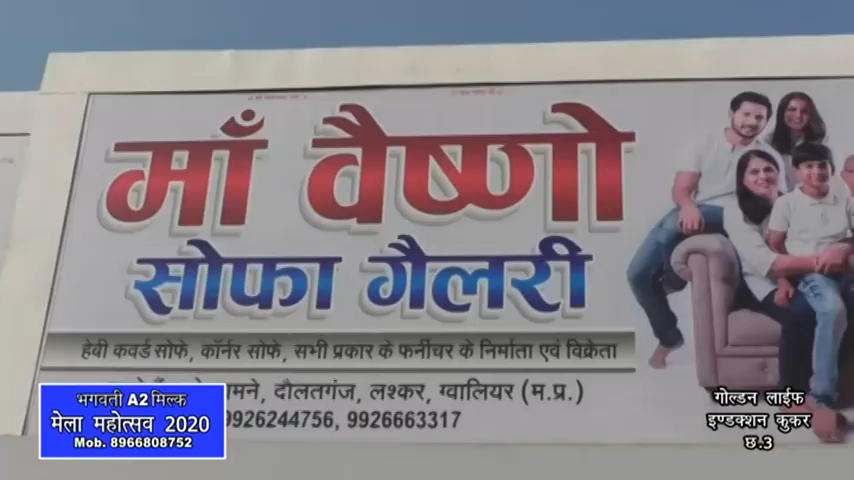 माँ वैष्णो
सोफा गैलरी
हेबी कवर्ड सोफे, कॉर्नर सोफे, सभी प्रकार के फर्नीचर के निर्माता एवं विक्रेता
दौलतगंज, लश्कर, ग्वालियर (म.प्र.)
9926244756, 9926663317
भगवती A2 मिल्क
मेला महोत्सव 2020
Mob. 8966808752
गोल्डन लाईफ
इण्डक्शन कुकर
छ.3